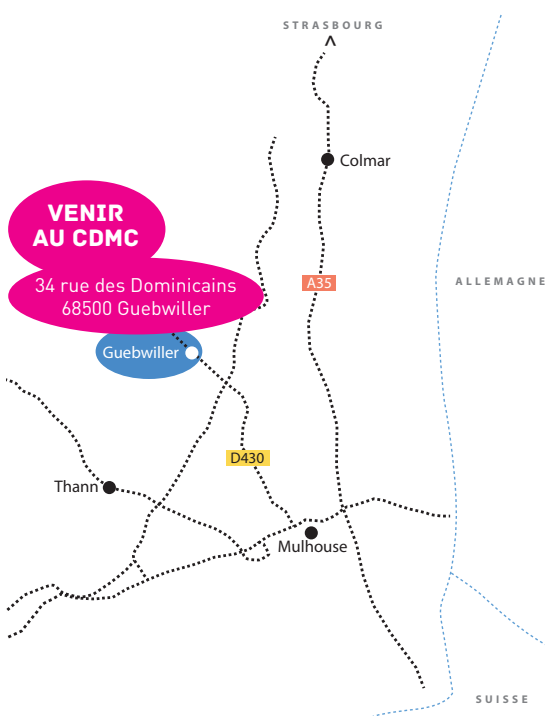 STRASBOURG
Colmar
VENIR
AU CDMC
34 rue des Dominicains
68500 Guebwiller
A35
ALLEMAGNE
Guebwiller
D430
Thann
Mulhouse
SUISSE